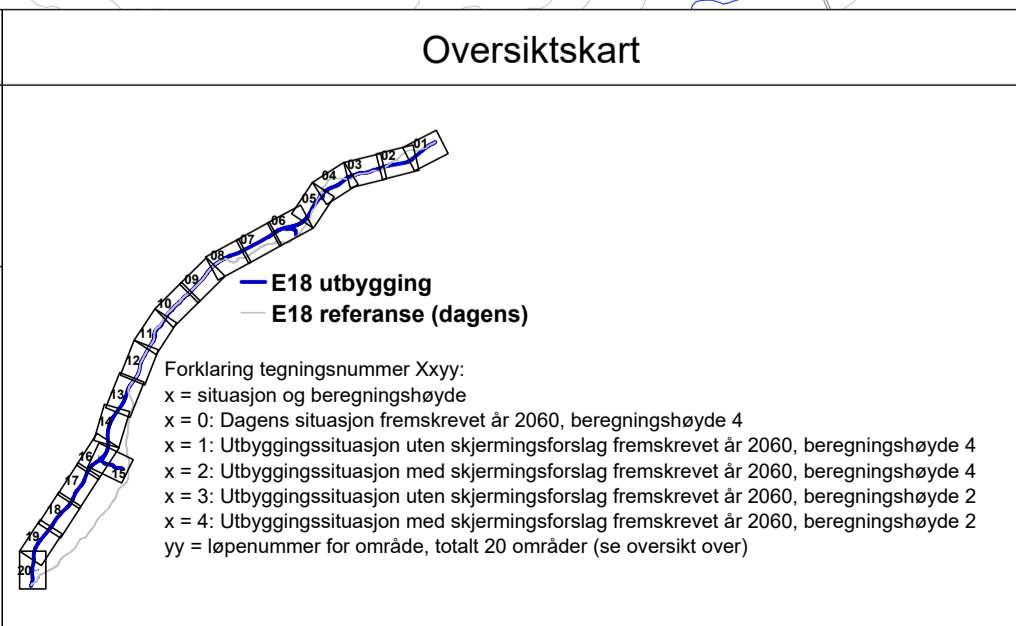 Oversiktskart
01
02
03
04
05
06
07
08
09
10
11
12
13
14
16
15
17
18
19
20
E18 utbygging
E18 referanse (dagens)
Forklaring tegningsnummer Xxyy:
x = situasjon og beregningshøyde
x = 0: Dagens situasjon fremskrevet år 2060, beregningshøyde 4
x = 1: Utbyggingssituasjon uten skjermingsforslag fremskrevet år 2060, beregningshøyde 4
x = 2: Utbyggingssituasjon med skjermingsforslag fremskrevet år 2060, beregningshøyde 4
x = 3: Utbyggingssituasjon uten skjermingsforslag fremskrevet år 2060, beregningshøyde 2
x = 4: Utbyggingssituasjon med skjermingsforslag fremskrevet år 2060, beregningshøyde 2
yy = løpenummer for område, totalt 20 områder (se oversikt over)